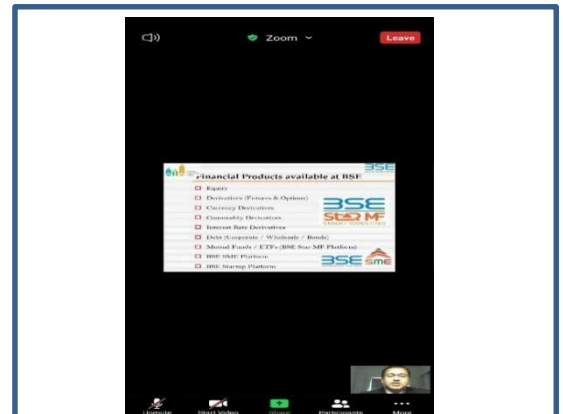 Zoom
Leave
BSE
Financial Products available at BSE
Equity
Derivatives (Futures & Options)
Currency Derivatives
Commodity Derivatives
Interest Rate Derivatives
Debt (Corporate / Wholesale / Bonds)
Mutual Funds / ETFs (BSE Star MF Platform)
BSE SME Platform
BSE Startup Platform
BSE
STAR MF
BSE SME
Unmute
Start Video
Share
Participants
More